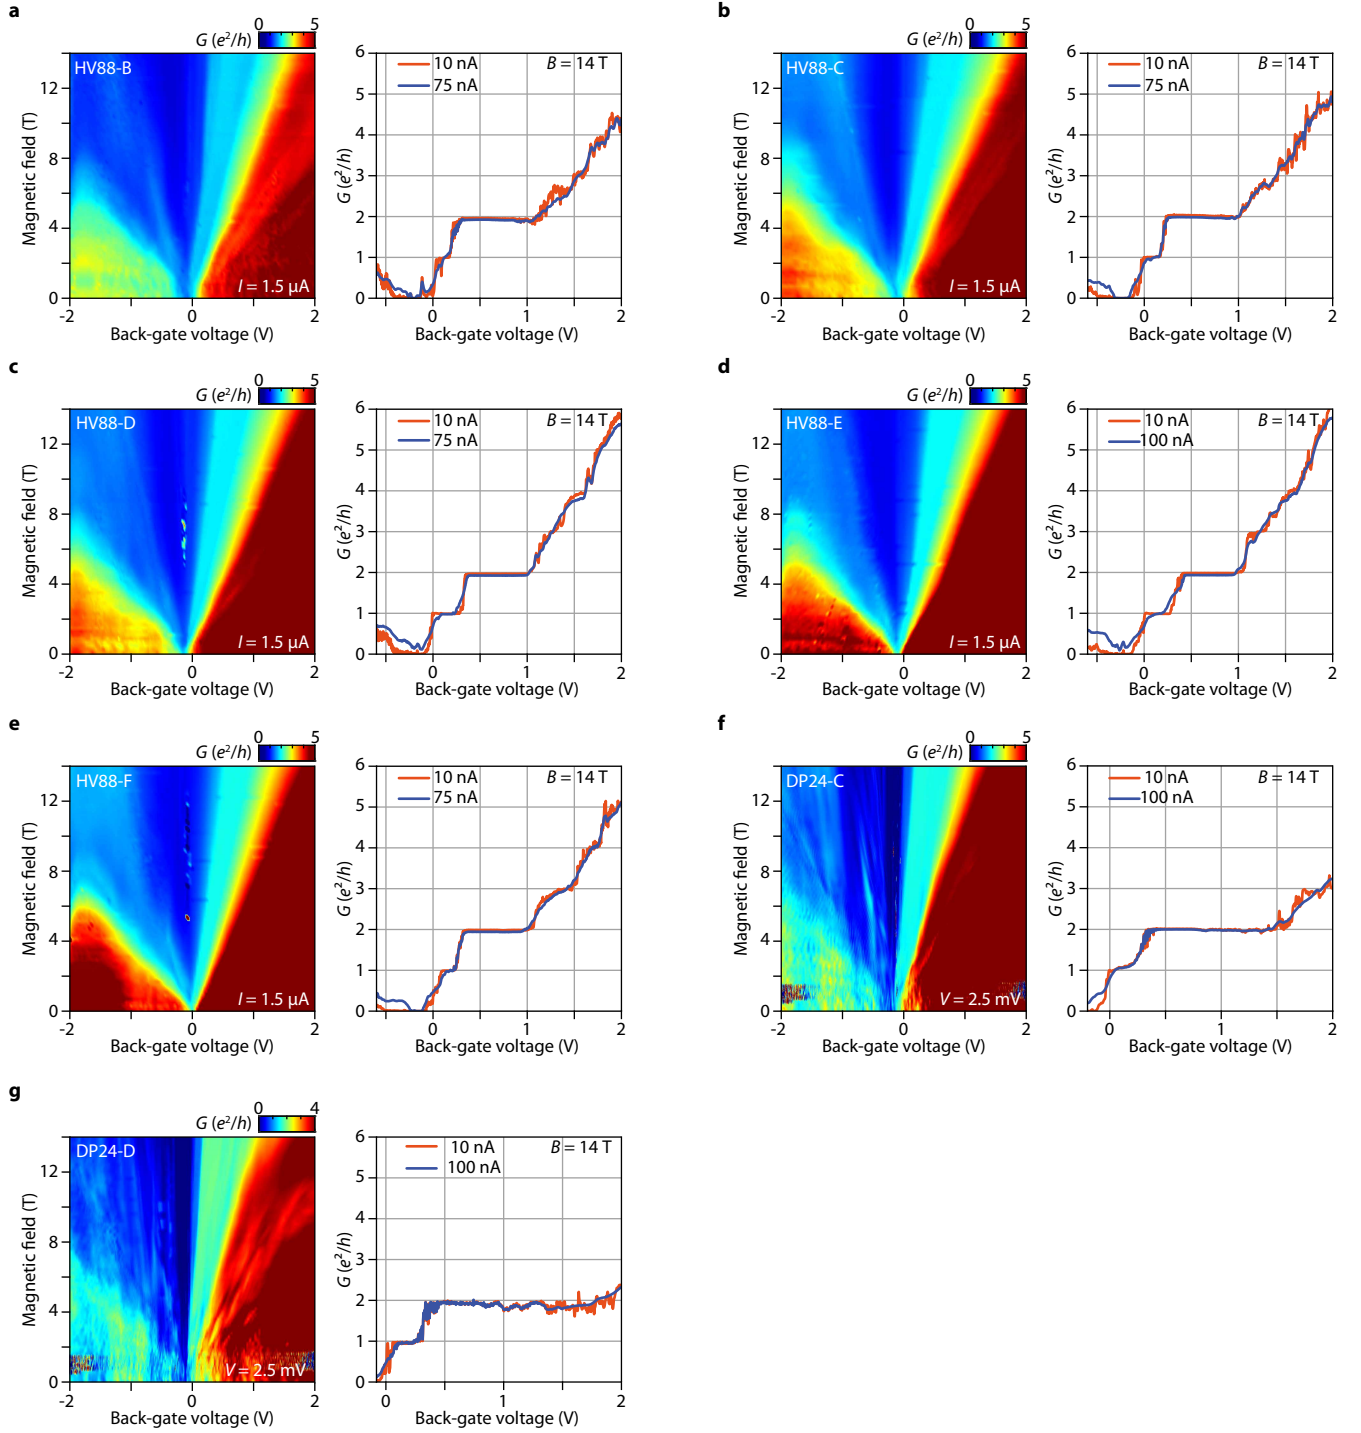 a
G (e²/h)
0 5
HV88-B
12
8
4
0
Magnetic field (T)
I = 1.5 µA
-2 0 2
Back-gate voltage (V)
6
5
4
3
2
1
0
G (e²/h)
10 nA
75 nA
B = 14 T
0 1 2
Back-gate voltage (V)
b
G (e²/h)
0 5
HV88-C
12
8
4
0
Magnetic field (T)
I = 1.5 µA
-2 0 2
Back-gate voltage (V)
6
5
4
3
2
1
0
G (e²/h)
10 nA
75 nA
B = 14 T
0 1 2
Back-gate voltage (V)
c
G (e²/h)
0 5
HV88-D
12
8
4
0
Magnetic field (T)
I = 1.5 µA
-2 0 2
Back-gate voltage (V)
6
5
4
3
2
1
0
G (e²/h)
10 nA
75 nA
B = 14 T
0 1 2
Back-gate voltage (V)
d
G (e²/h)
0 5
HV88-E
12
8
4
0
Magnetic field (T)
I = 1.5 µA
-2 0 2
Back-gate voltage (V)
6
5
4
3
2
1
0
G (e²/h)
10 nA
100 nA
B = 14 T
0 1 2
Back-gate voltage (V)
e
G (e²/h)
0 5
HV88-F
12
8
4
0
Magnetic field (T)
I = 1.5 µA
-2 0 2
Back-gate voltage (V)
6
5
4
3
2
1
0
G (e²/h)
10 nA
75 nA
B = 14 T
0 1 2
Back-gate voltage (V)
f
G (e²/h)
0 5
DP24-C
12
8
4
0
Magnetic field (T)
V = 2.5 mV
-2 0 2
Back-gate voltage (V)
6
5
4
3
2
1
0
G (e²/h)
10 nA
100 nA
B = 14 T
0 1 2
Back-gate voltage (V)
g
G (e²/h)
0 4
DP24-D
12
8
4
0
Magnetic field (T)
V = 2.5 mV
-2 0 2
Back-gate voltage (V)
6
5
4
3
2
1
0
G (e²/h)
10 nA
100 nA
B = 14 T
0 1 2
Back-gate voltage (V)